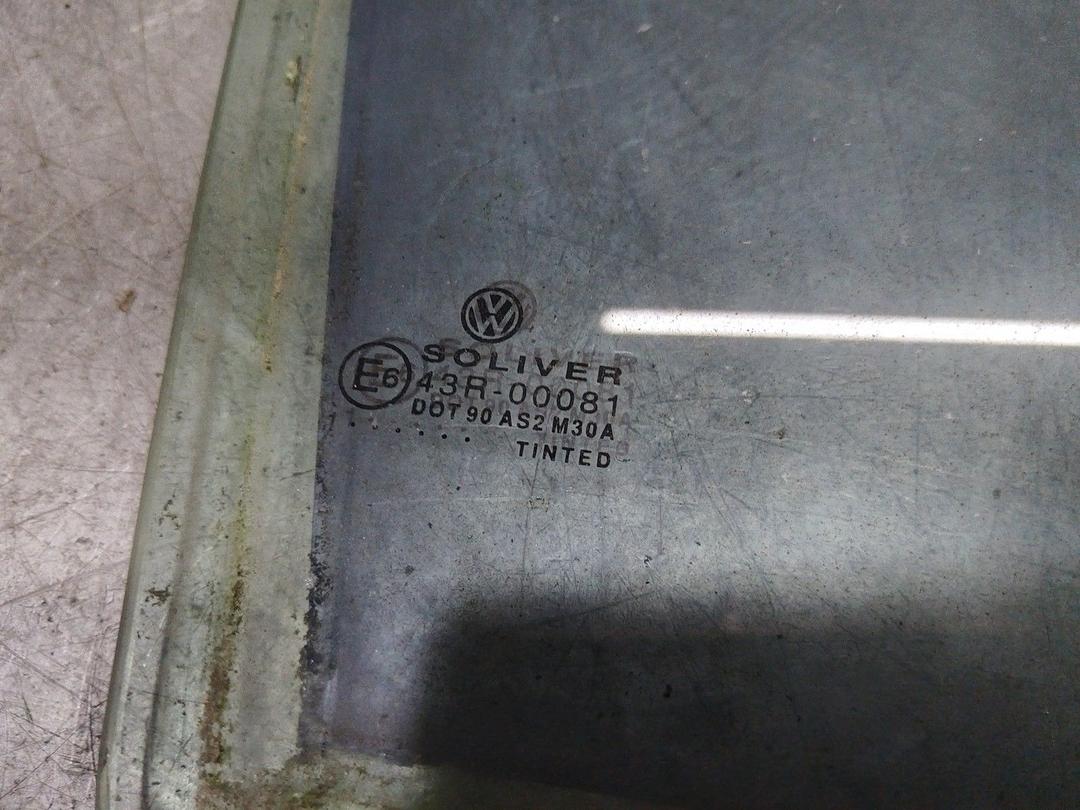 SOLIVER
E6 43R-00081
DOT 90 AS2 M30A
TINTED